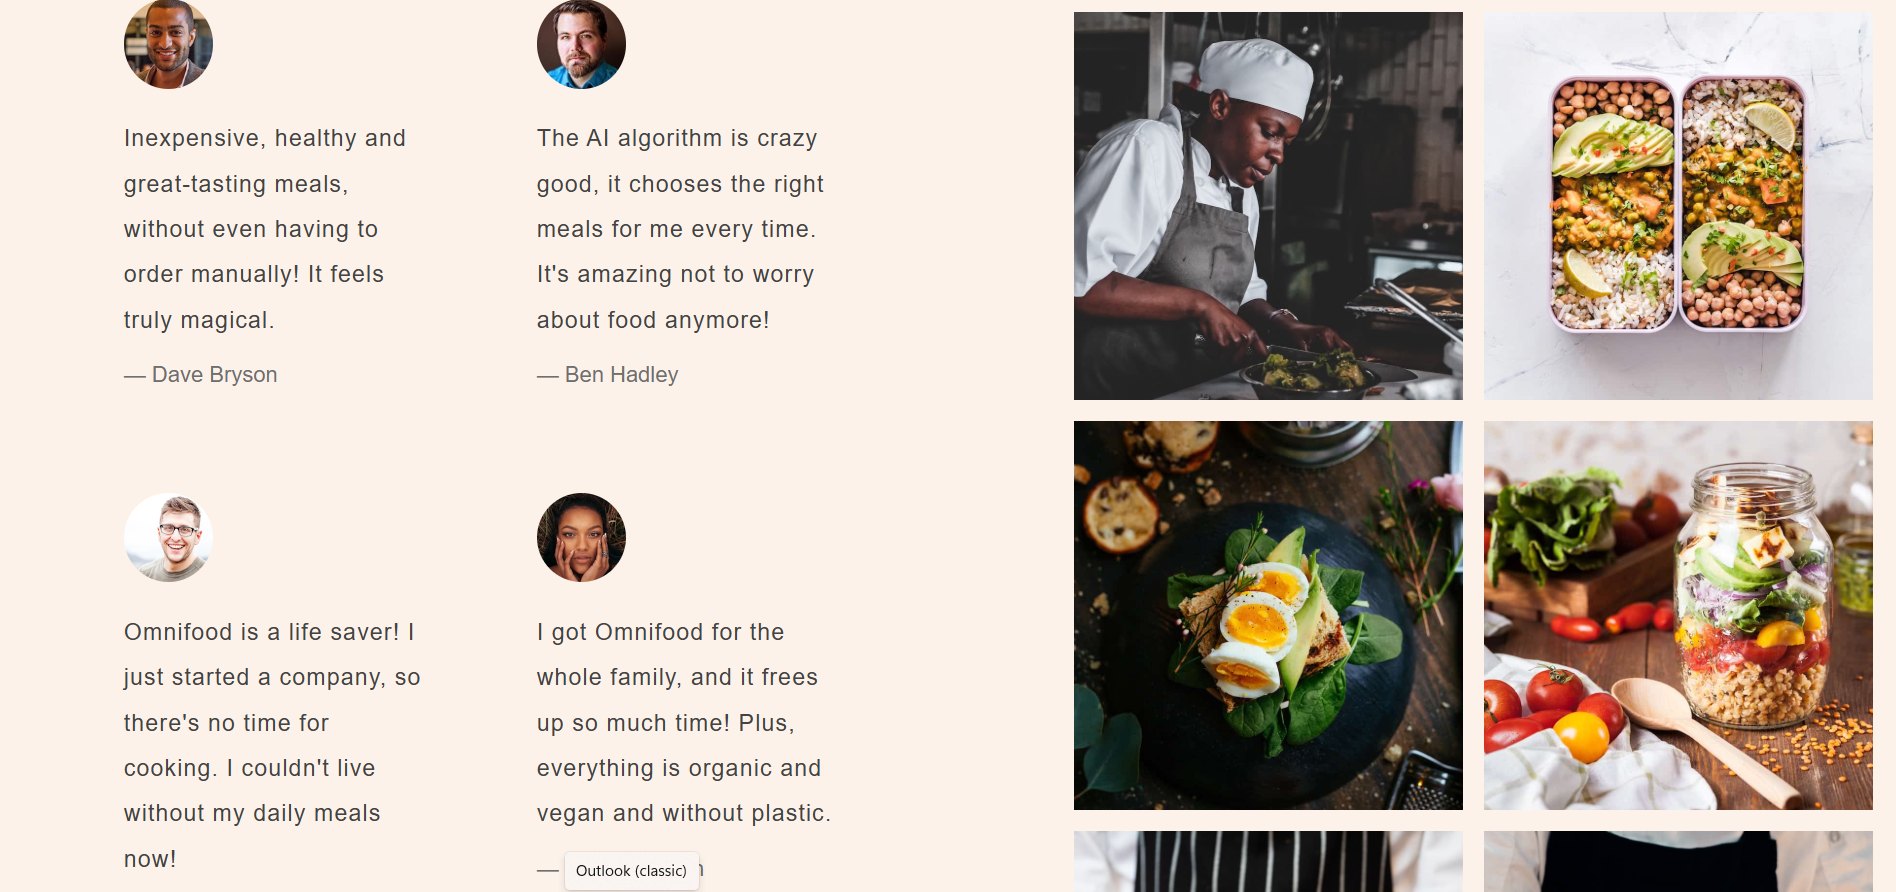 Inexpensive, healthy and
great-tasting meals,
without even having to
order manually! It feels
truly magical.
— Dave Bryson
The AI algorithm is crazy
good, it chooses the right
meals for me every time.
It's amazing not to worry
about food anymore!
— Ben Hadley
Omnifood is a life saver! I
just started a company, so
there's no time for
cooking. I couldn't live
without my daily meals
now!
I got Omnifood for the
whole family, and it frees
up so much time! Plus,
everything is organic and
vegan and without plastic.
—
Outlook (classic)